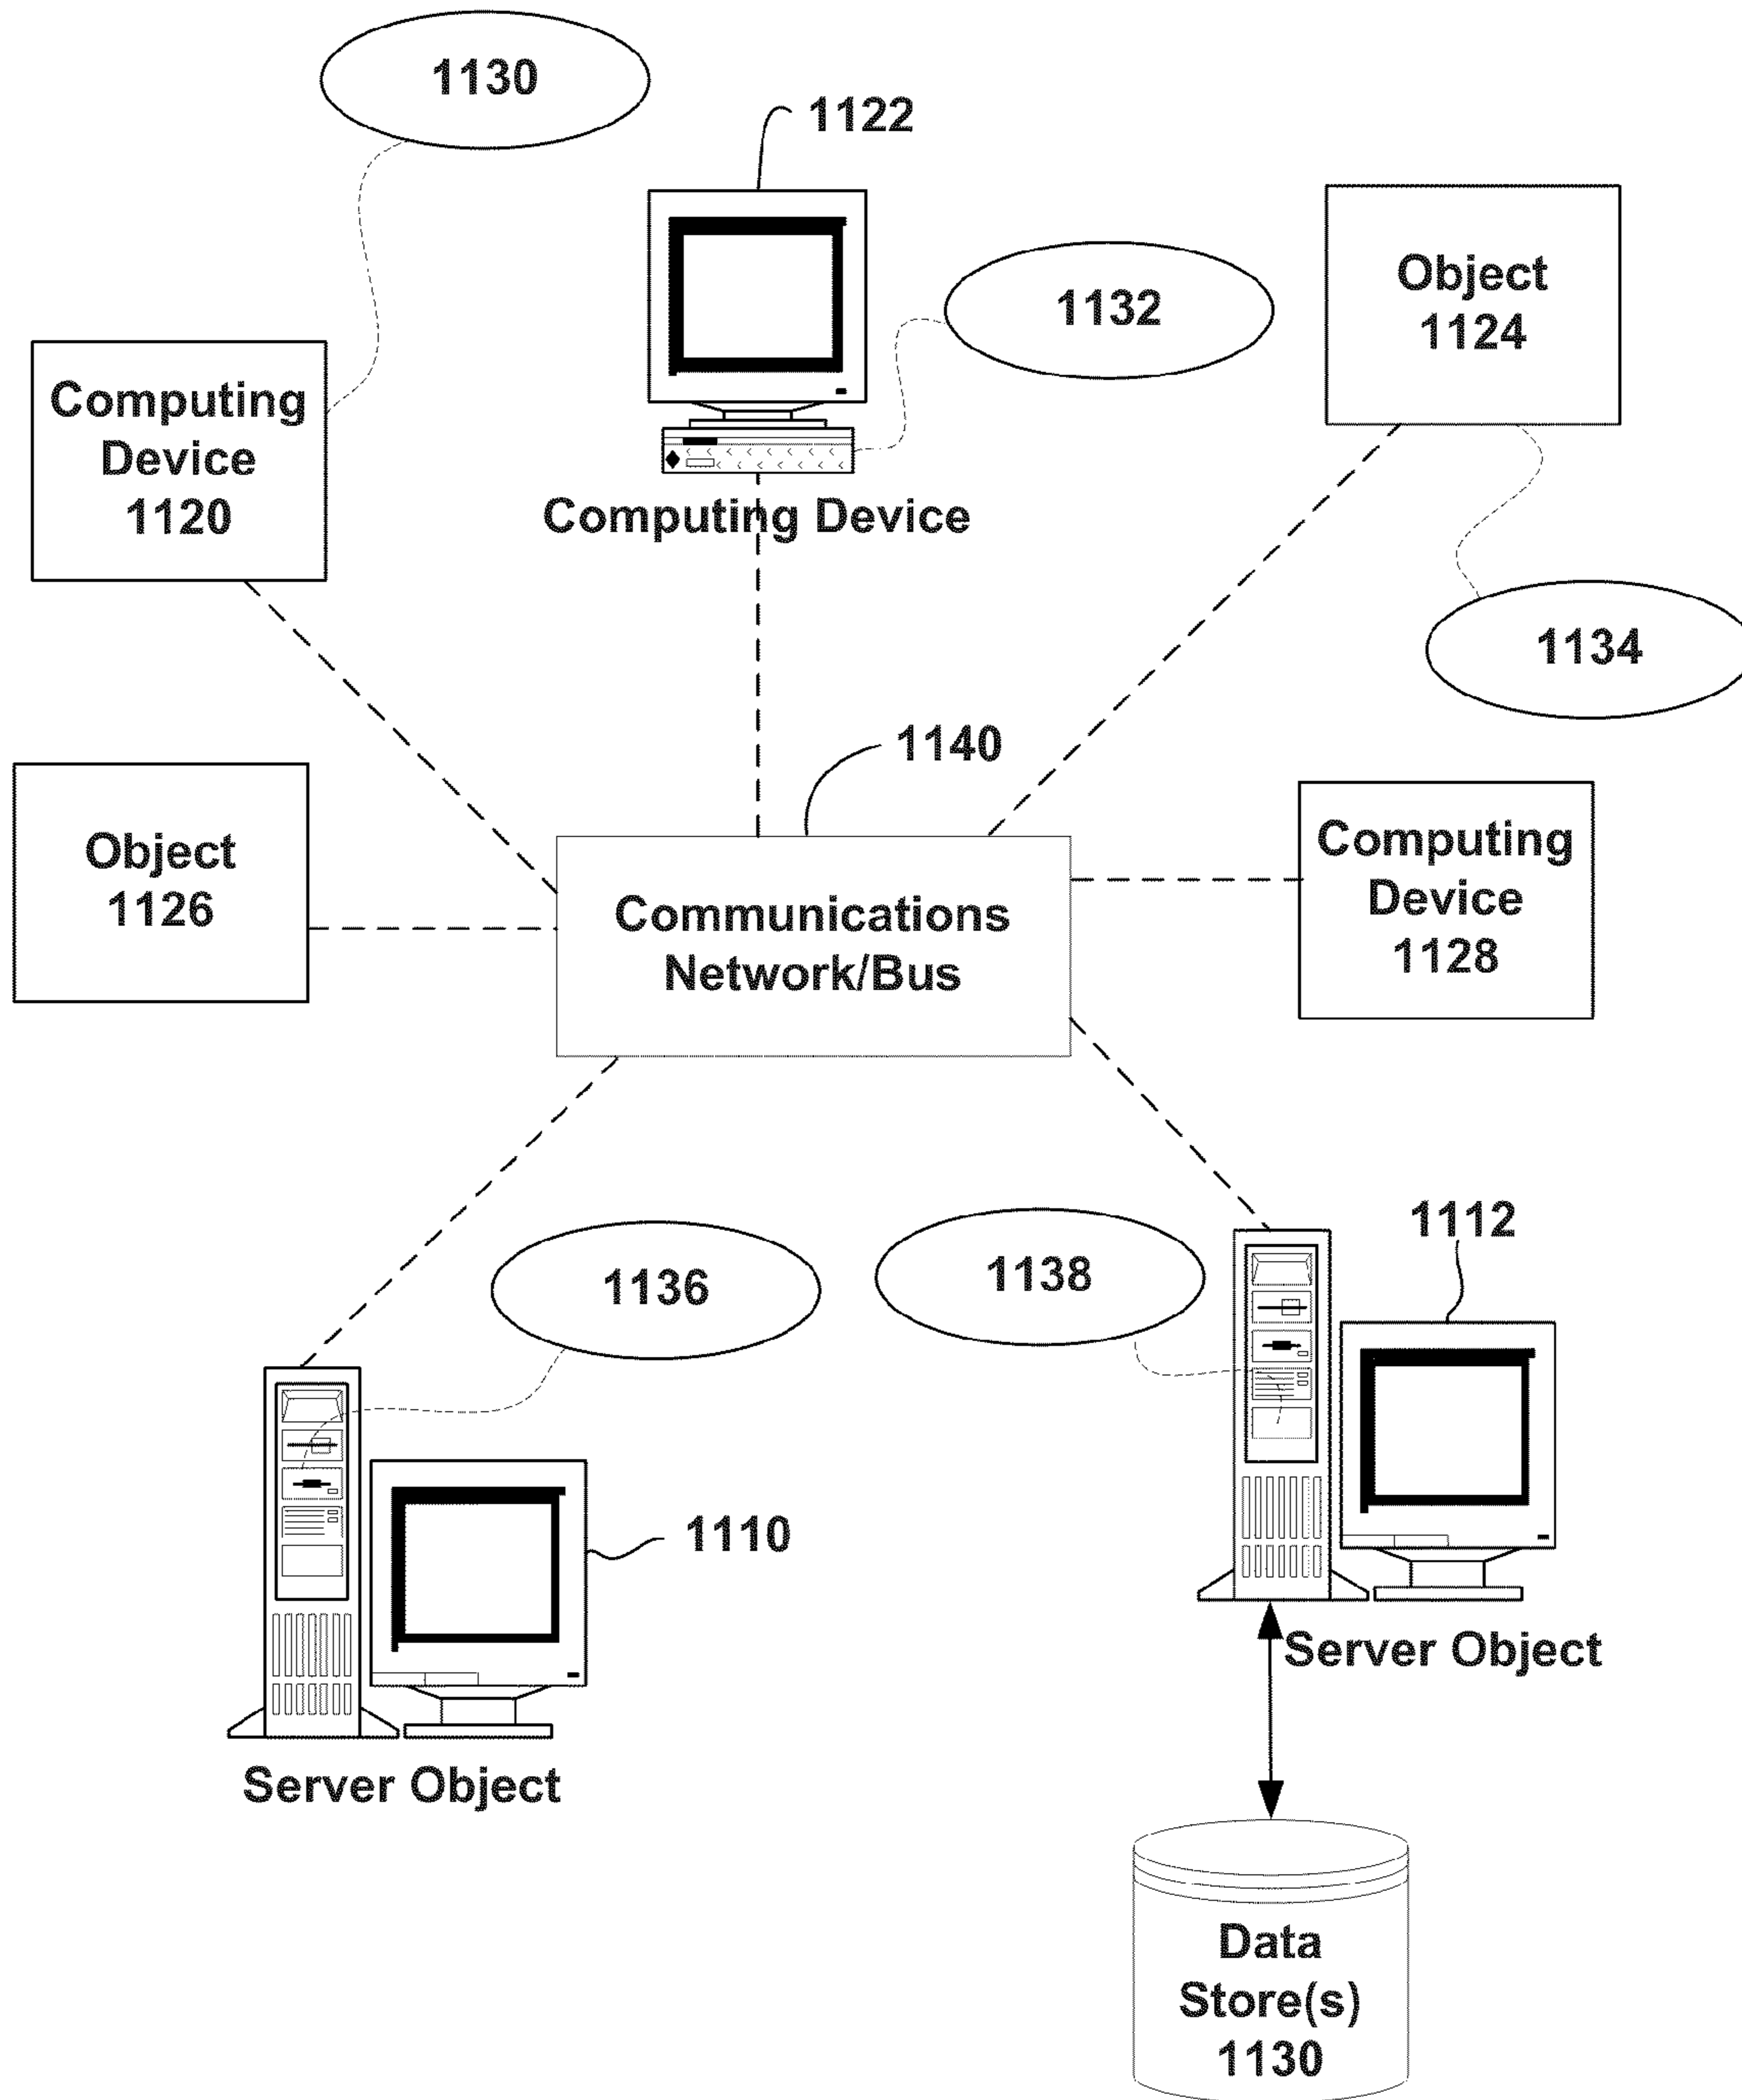 1130
1122
Object
1124
1132
Computing
Device
1120
Computing Device
1134
1140
Object
1126
Communications
Network/Bus
Computing
Device
1128
1136
1138
1112
1110
Server Object
Server Object
Data
Store(s)
1130